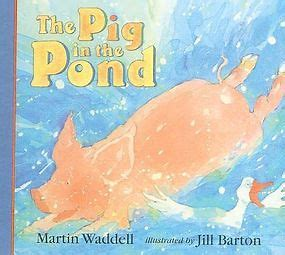 The Pig
in the
Pond
Martin Waddell illustrated by Jill Barton